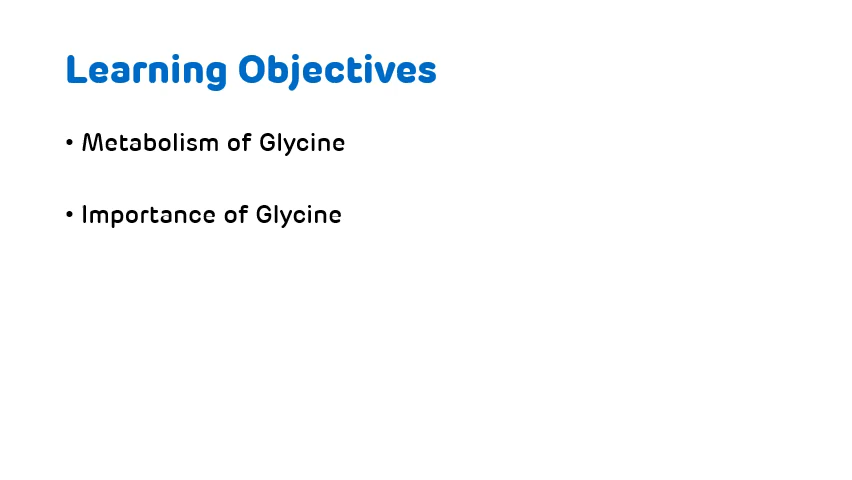 Learning Objectives
• Metabolism of Glycine
• Importance of Glycine